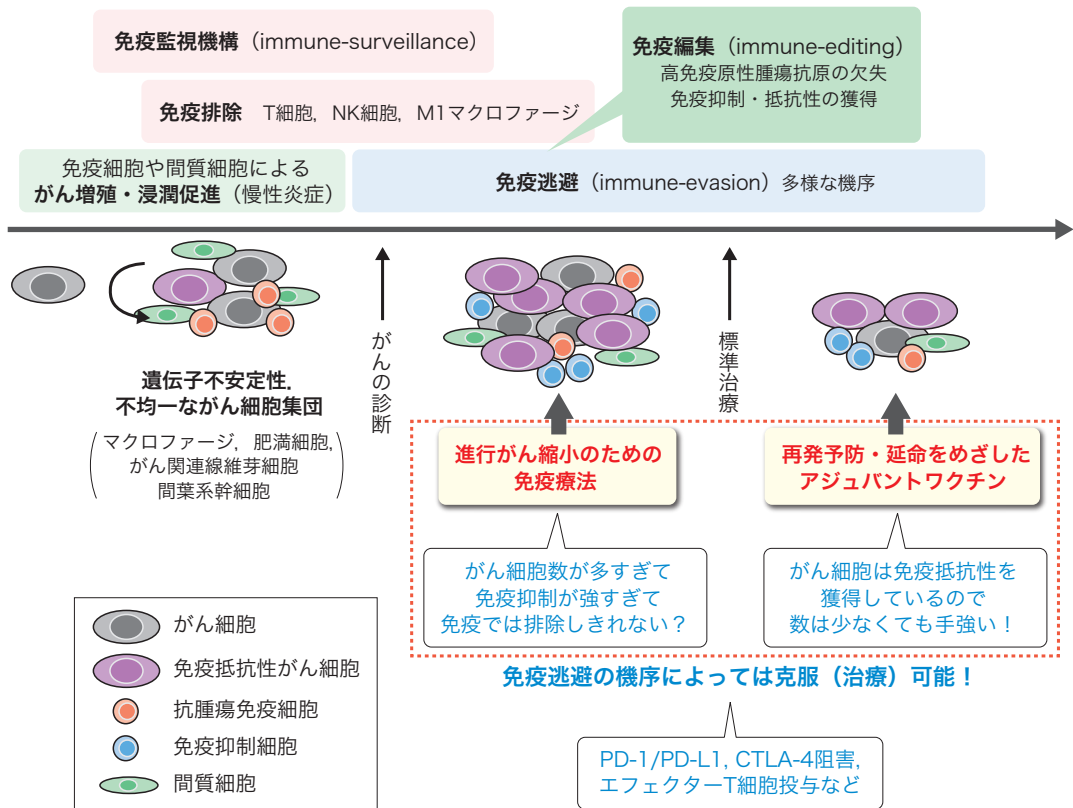 免疫監視機構（immune-surveillance）
免疫編集（immune-editing）
高免疫原性腫瘍抗原の欠失
免疫抑制・抵抗性の獲得
免疫排除　T細胞，NK細胞，M1マクロファージ
免疫細胞や間質細胞による
がん増殖・浸潤促進（慢性炎症）
免疫逃避（immune-evasion）多様な機序
がんの診断
標準治療
遺伝子不安定性，
不均一ながん細胞集団
（マクロファージ，肥満細胞，
がん関連線維芽細胞
間葉系幹細胞）
進行がん縮小のための
免疫療法
再発予防・延命をめざした
アジュバントワクチン
がん細胞数が多すぎて
免疫抑制が強すぎて
免疫では排除しきれない？
がん細胞は免疫抵抗性を
獲得しているので
数は少なくても手強い！
免疫逃避の機序によっては克服（治療）可能！
PD-1/PD-L1, CTLA-4阻害,
エフェクターT細胞投与など
がん細胞
免疫抵抗性がん細胞
抗腫瘍免疫細胞
免疫抑制細胞
間質細胞